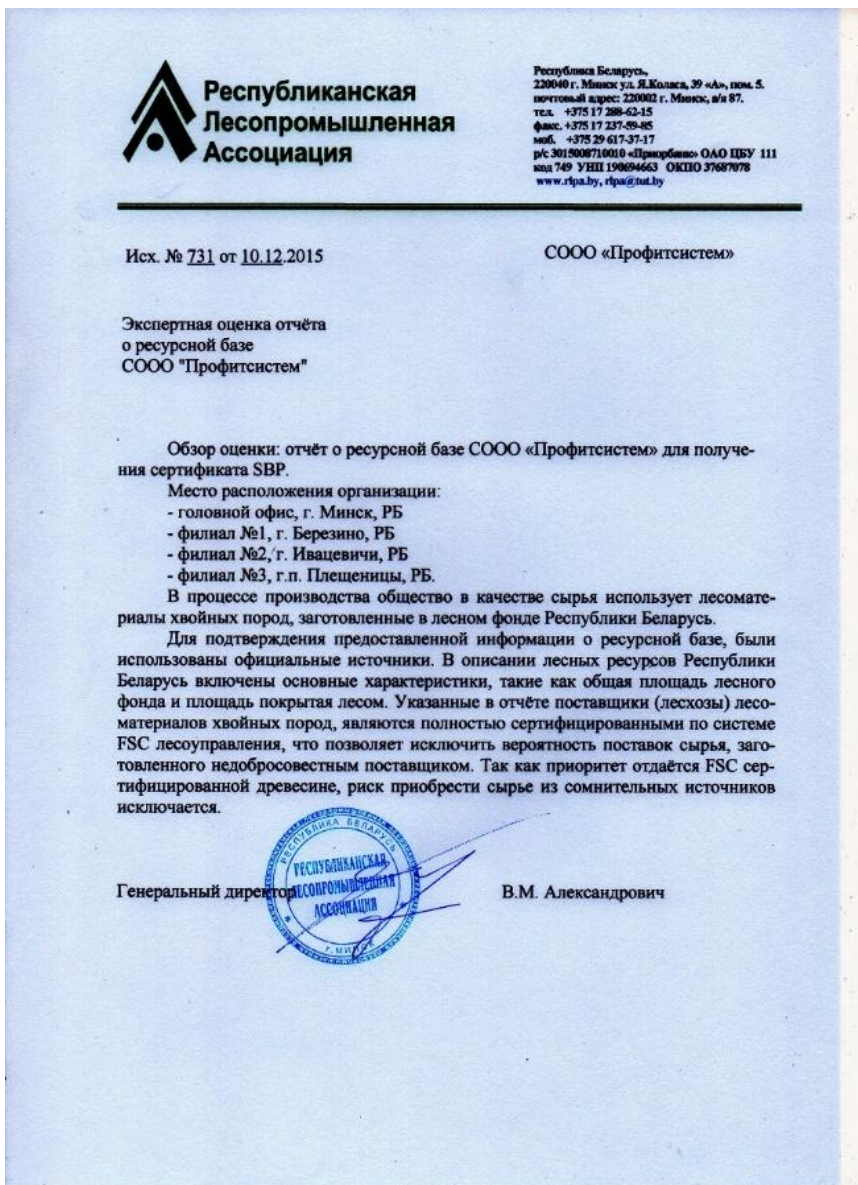 Республиканская
Лесопромышленная
Ассоциация
Республика Беларусь,
220040 г. Минск ул. Я.Коласа, 39 «А», пом. 5.
почтовый адрес: 220002 г. Минск, а/я 87.
тел. +375 17 288-62-15
факс. +375 17 237-59-85
моб. +375 29 617-37-17
р/с 3015008710010 «Приорбанк» ОАО ЦБУ 111
код 749 УНП 190694663 ОКПО 37687078
www.rlpa.by, rlpa@tut.by
Исх. № 731 от 10.12.2015
СООО «Профитсистем»
Экспертная оценка отчёта
о ресурсной базе
СООО "Профитсистем"
Обзор оценки: отчёт о ресурсной базе СООО «Профитсистем» для получе-
ния сертификата SBP.
Место расположения организации:
- головной офис, г. Минск, РБ
- филиал №1, г. Березино, РБ
- филиал №2, г. Ивацевичи, РБ
- филиал №3, г.п. Плещеницы, РБ.
В процессе производства общество в качестве сырья использует лесомате-
риалы хвойных пород, заготовленные в лесном фонде Республики Беларусь.
Для подтверждения предоставленной информации о ресурсной базе, были
использованы официальные источники. В описании лесных ресурсов Республики
Беларусь включены основные характеристики, такие как общая площадь лесного
фонда и площадь покрытая лесом. Указанные в отчёте поставщики (лесхозы) лесо-
материалов хвойных пород, являются полностью сертифицированными по системе
FSC лесоуправления, что позволяет исключить вероятность поставок сырья, заго-
товленного недобросовестным поставщиком. Так как приоритет отдаётся FSC сер-
тифицированной древесине, риск приобрести сырье из сомнительных источников
исключается.
Генеральный директор
В.М. Александрович
РЕСПУБЛИКА БЕЛАРУСЬ
РЕСПУБЛИКАНСКАЯ
ЛЕСОПРОМЫШЛЕННАЯ
АССОЦИАЦИЯ
г. МИНСК